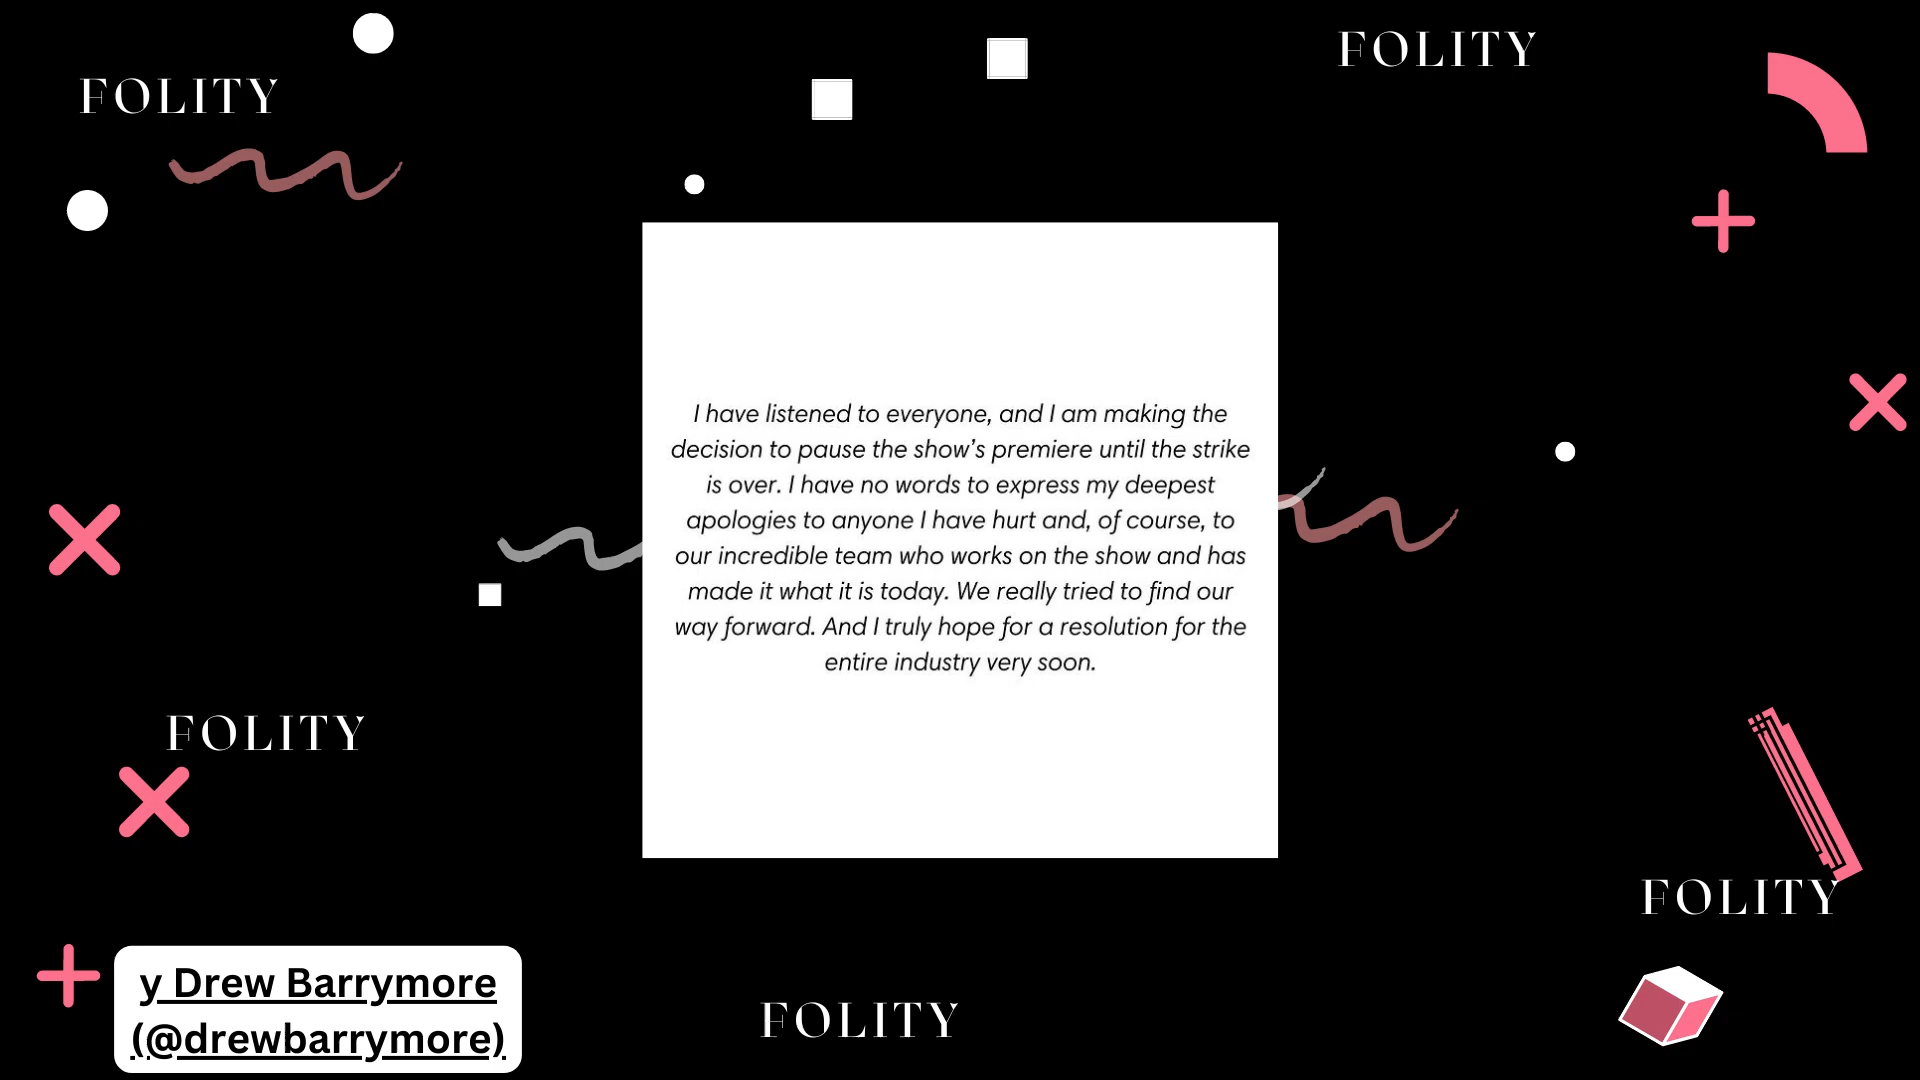 FOLITY
FOLITY
I have listened to everyone, and I am making the
decision to pause the show’s premiere until the strike
is over. I have no words to express my deepest
apologies to anyone I have hurt and, of course, to
our incredible team who works on the show and has
made it what it is today. We really tried to find our
way forward. And I truly hope for a resolution for the
entire industry very soon.
FOLITY
FOLITY
y Drew Barrymore
(@drewbarrymore)
FOLITY